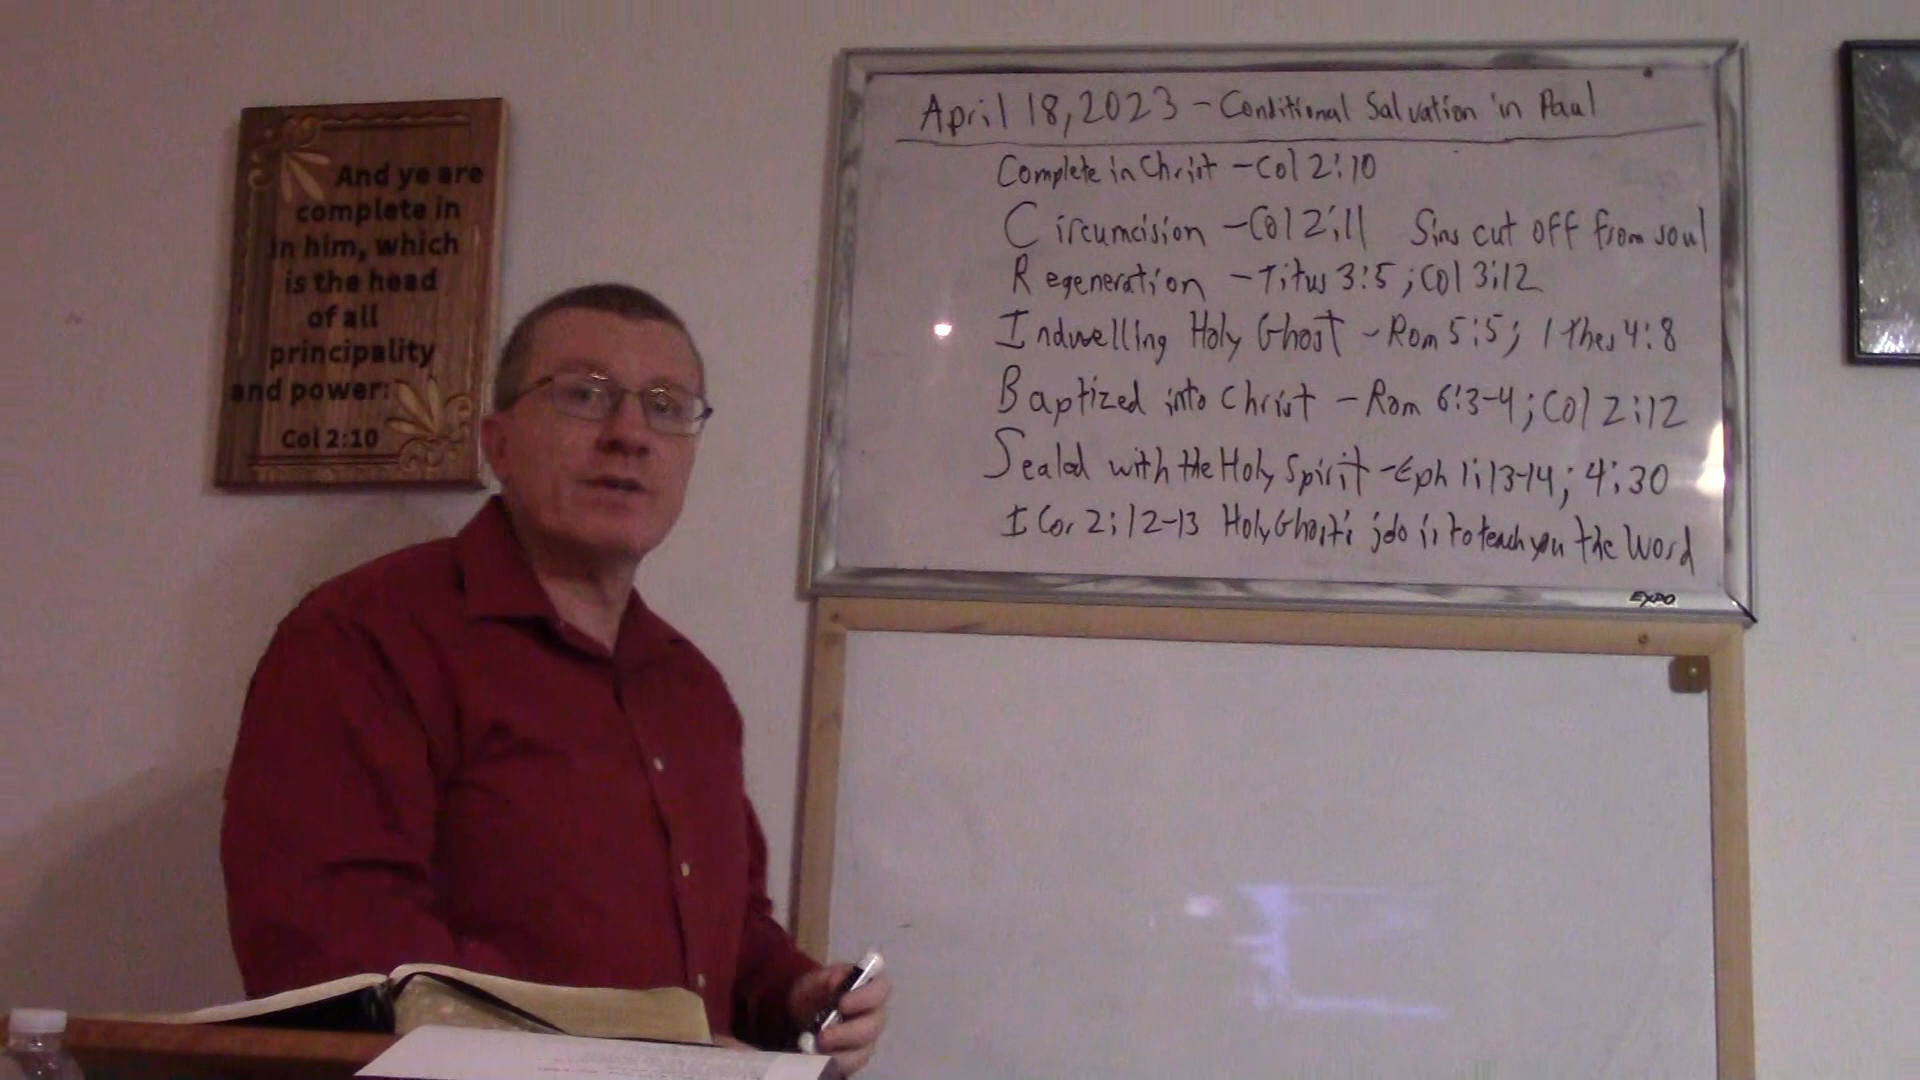 And ye are
complete in
in him, which
is the head
of all
principality
and power:
Col 2:10
April 18, 2023 - Conditional Salvation in Paul
Complete in Christ - Col 2:10
Circumcision - Col 2:11 Sins cut off from soul
Regeneration - Titus 3:5; Col 3:12
Indwelling Holy Ghost - Rom 5:5; 1 Thes 4:8
Baptized into Christ - Rom 6:3-4; Col 2:12
Sealed with the Holy Spirit - Eph 1:13-14; 4:30
I Cor 2:12-13 Holy Ghost's job is to teach you the Word
EXPO